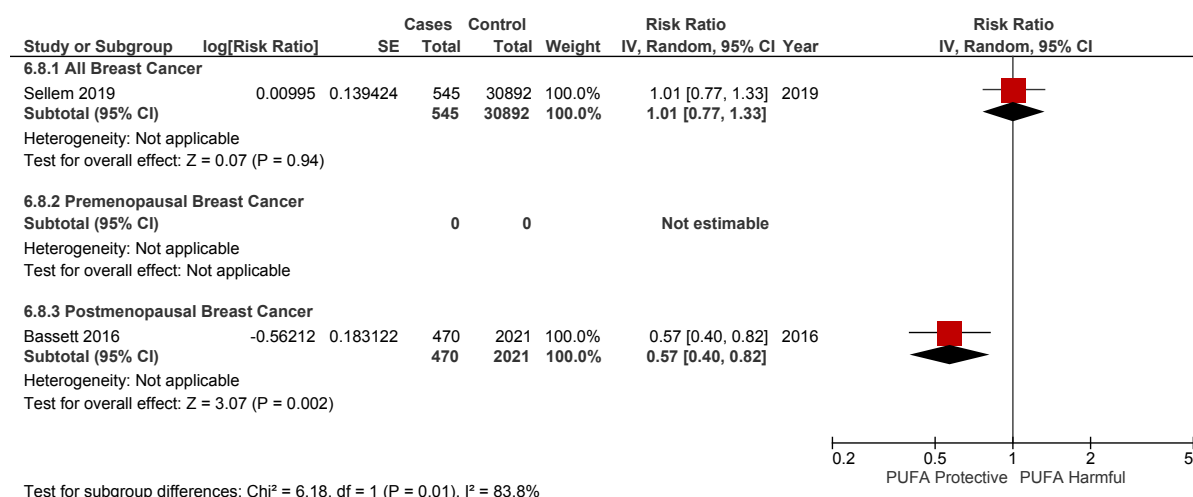 Cases Control Risk Ratio Risk Ratio
Study or Subgroup log[Risk Ratio] SE Total Total Weight IV, Random, 95% CI Year IV, Random, 95% CI
6.8.1 All Breast Cancer
Sellem 2019 0.00995 0.139424 545 30892 100.0% 1.01 [0.77, 1.33] 2019
Subtotal (95% CI) 545 30892 100.0% 1.01 [0.77, 1.33]
Heterogeneity: Not applicable
Test for overall effect: Z = 0.07 (P = 0.94)
6.8.2 Premenopausal Breast Cancer
Subtotal (95% CI) 0 0 Not estimable
Heterogeneity: Not applicable
Test for overall effect: Not applicable
6.8.3 Postmenopausal Breast Cancer
Bassett 2016 -0.56212 0.183122 470 2021 100.0% 0.57 [0.40, 0.82] 2016
Subtotal (95% CI) 470 2021 100.0% 0.57 [0.40, 0.82]
Heterogeneity: Not applicable
Test for overall effect: Z = 3.07 (P = 0.002)
0.2 0.5 1 2 5
PUFA Protective PUFA Harmful
Test for subgroup differences: Chi² = 6.18, df = 1 (P = 0.01), I² = 83.8%